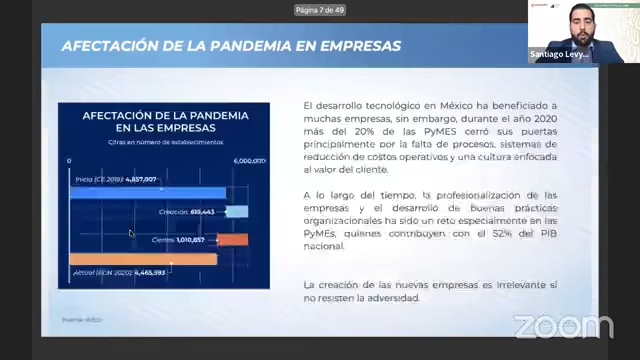 Página 7 de 49
Santiago Levy...
AFECTACIÓN DE LA PANDEMIA EN EMPRESAS
AFECTACIÓN DE LA PANDEMIA
EN LAS EMPRESAS
Cifras en número de establecimientos
0
6,000,000
Inicia (CE 2019): 4,857,007
Creación: 619,443
Cierres: 1,010,857
Actual (EDN 2020): 4,465,593
Fuente: INEGI
El desarrollo tecnológico en México ha beneficiado a
muchas empresas, sin embargo, durante el año 2020
más del 20% de las PyMES cerró sus puertas
principalmente por la falta de procesos, sistemas de
reducción de costos operativos y una cultura enfocada
al valor del cliente.
A lo largo del tiempo, la profesionalización de las
empresas y el desarrollo de buenas prácticas
organizacionales ha sido un reto especialmente en las
PyMES, quienes contribuyen con el 52% del PIB
nacional.
La creación de las nuevas empresas es irrelevante si
no resisten la adversidad.
zoom